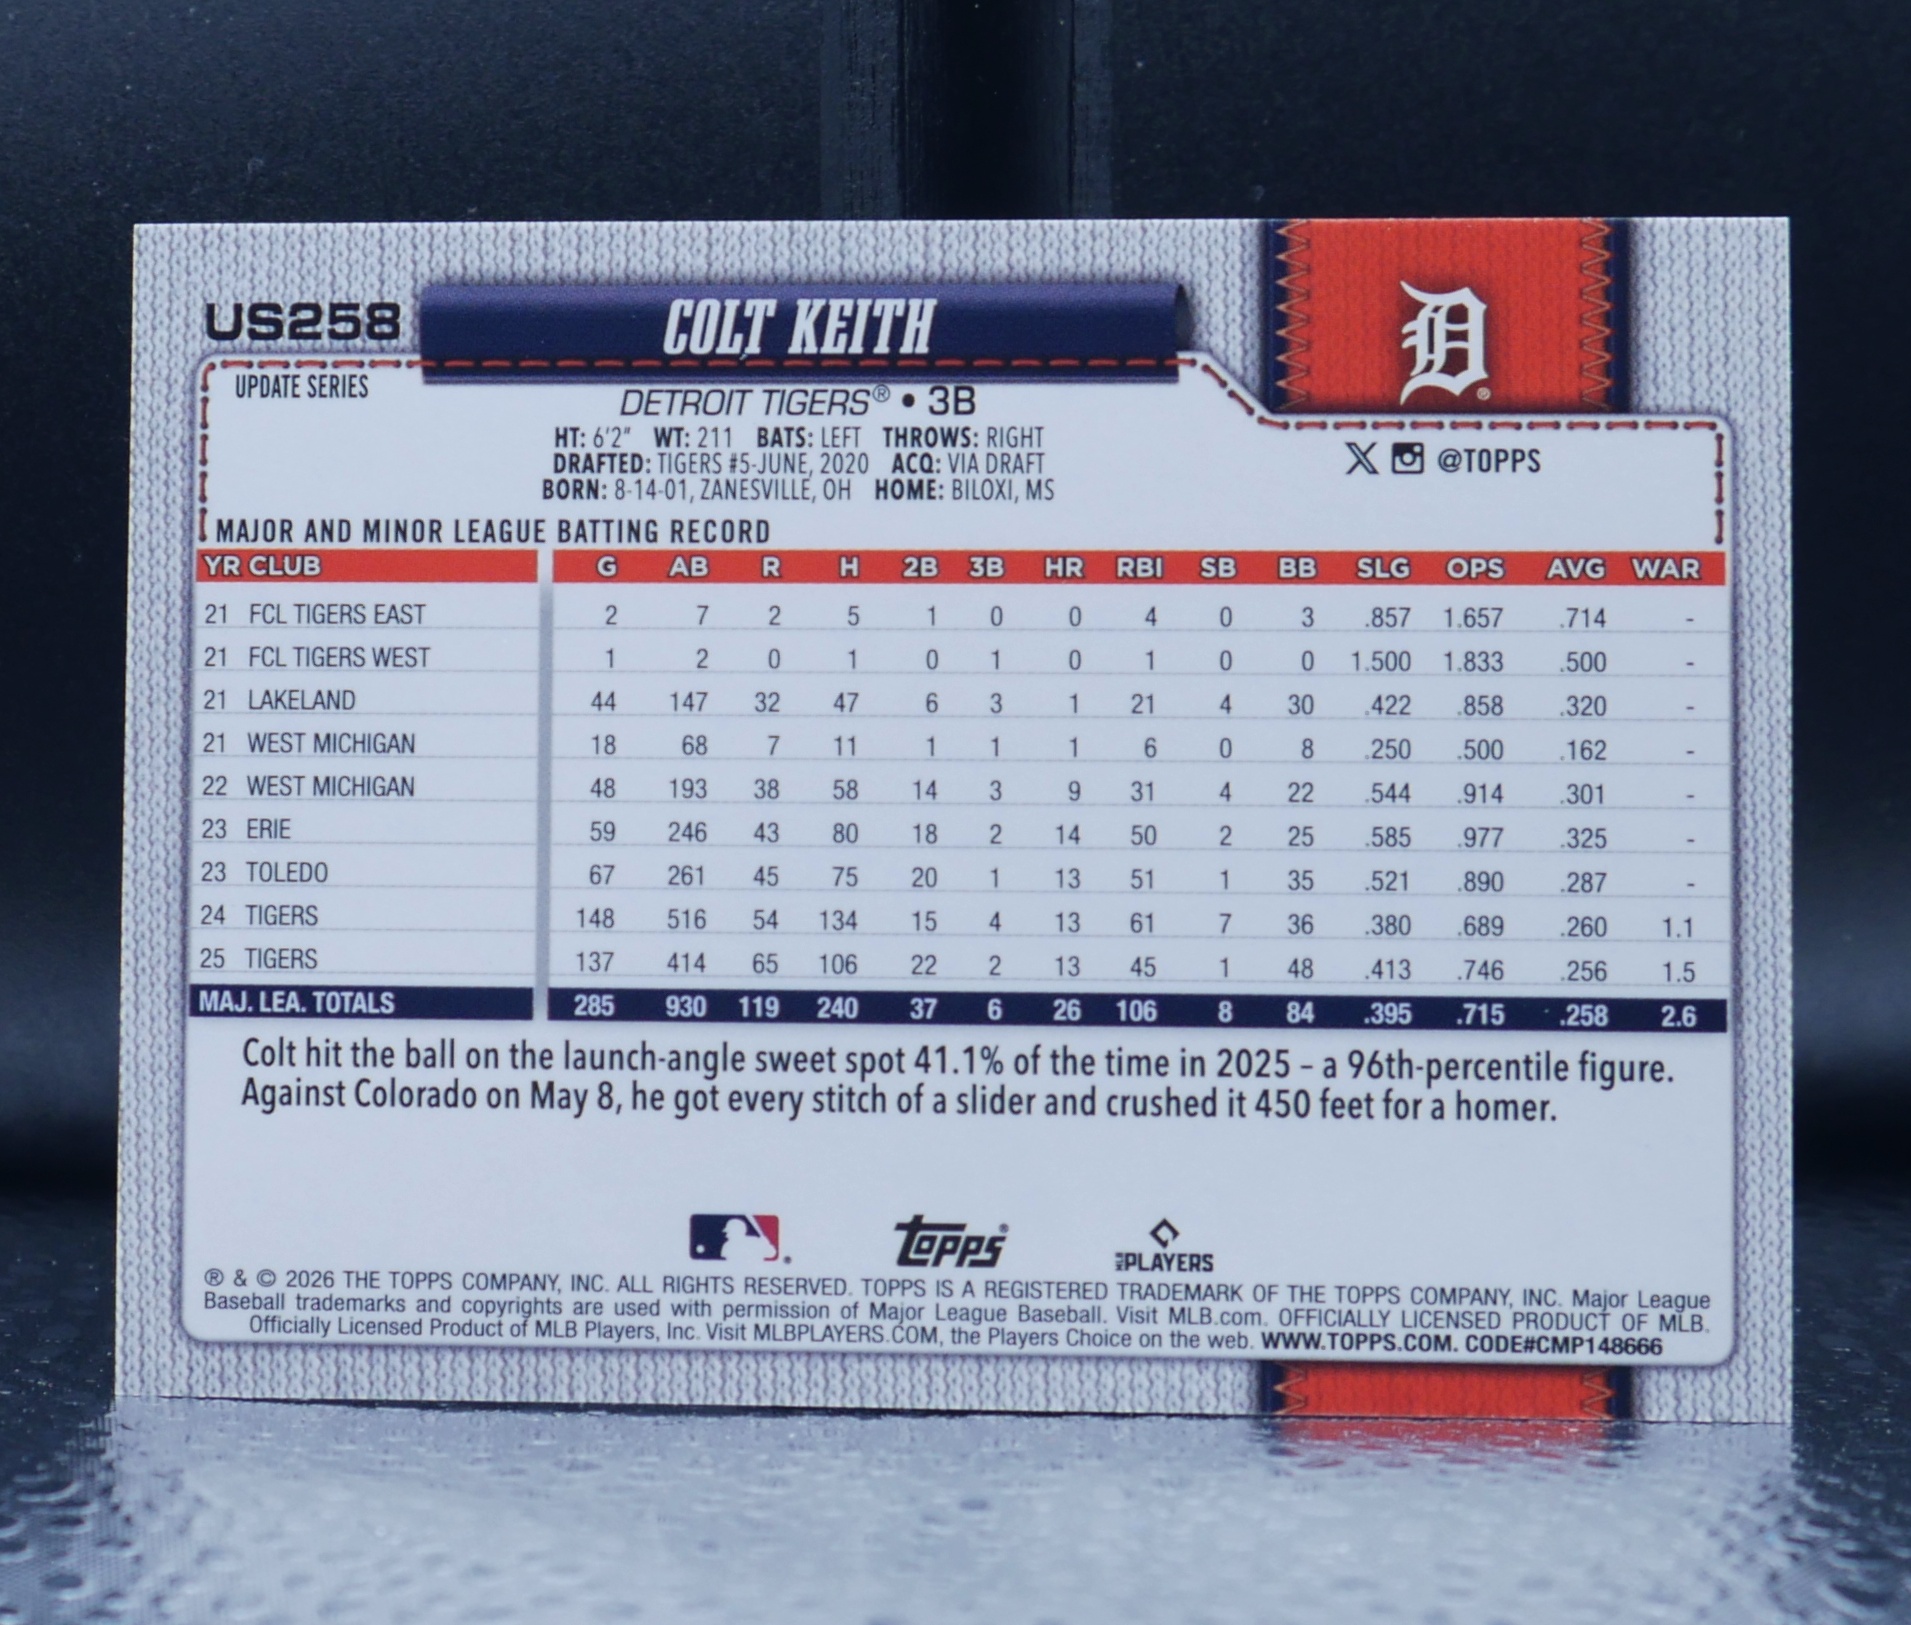 US258
COLT KEITH
D®
UPDATE SERIES
DETROIT TIGERS® • 3B
HT: 6'2" WT: 211 BATS: LEFT THROWS: RIGHT
DRAFTED: TIGERS #5-JUNE, 2020 ACQ: VIA DRAFT
BORN: 8-14-01, ZANESVILLE, OH HOME: BILOXI, MS
X @TOPPS
MAJOR AND MINOR LEAGUE BATTING RECORD
YR CLUB G AB R H 2B 3B HR RBI SB BB SLG OPS AVG WAR
21 FCL TIGERS EAST 2 7 2 5 1 0 0 4 0 3 .857 1.657 .714 -
21 FCL TIGERS WEST 1 2 0 1 0 1 0 1 0 0 1.500 1.833 .500 -
21 LAKELAND 44 147 32 47 6 3 1 21 4 30 .422 .858 .320 -
21 WEST MICHIGAN 18 68 7 11 1 1 1 6 0 8 .250 .500 .162 -
22 WEST MICHIGAN 48 193 38 58 14 3 9 31 4 22 .544 .914 .301 -
23 ERIE 59 246 43 80 18 2 14 50 2 25 .585 .977 .325 -
23 TOLEDO 67 261 45 75 20 1 13 51 1 35 .521 .890 .287 -
24 TIGERS 148 516 54 134 15 4 13 61 7 36 .380 .689 .260 1.1
25 TIGERS 137 414 65 106 22 2 13 45 1 48 .413 .746 .256 1.5
MAJ. LEA. TOTALS 285 930 119 240 37 6 26 106 8 84 .395 .715 .258 2.6
Colt hit the ball on the launch-angle sweet spot 41.1% of the time in 2025 – a 96th-percentile figure.
Against Colorado on May 8, he got every stitch of a slider and crushed it 450 feet for a homer.
Topps® MLB PLAYERS
® & © 2026 THE TOPPS COMPANY, INC. ALL RIGHTS RESERVED. TOPPS IS A REGISTERED TRADEMARK OF THE TOPPS COMPANY, INC. Major League
Baseball trademarks and copyrights are used with permission of Major League Baseball. Visit MLB.com. OFFICIALLY LICENSED PRODUCT OF MLB.
Officially Licensed Product of MLB Players, Inc. Visit MLBPLAYERS.COM, the Players Choice on the web. WWW.TOPPS.COM. CODE#CMP148666